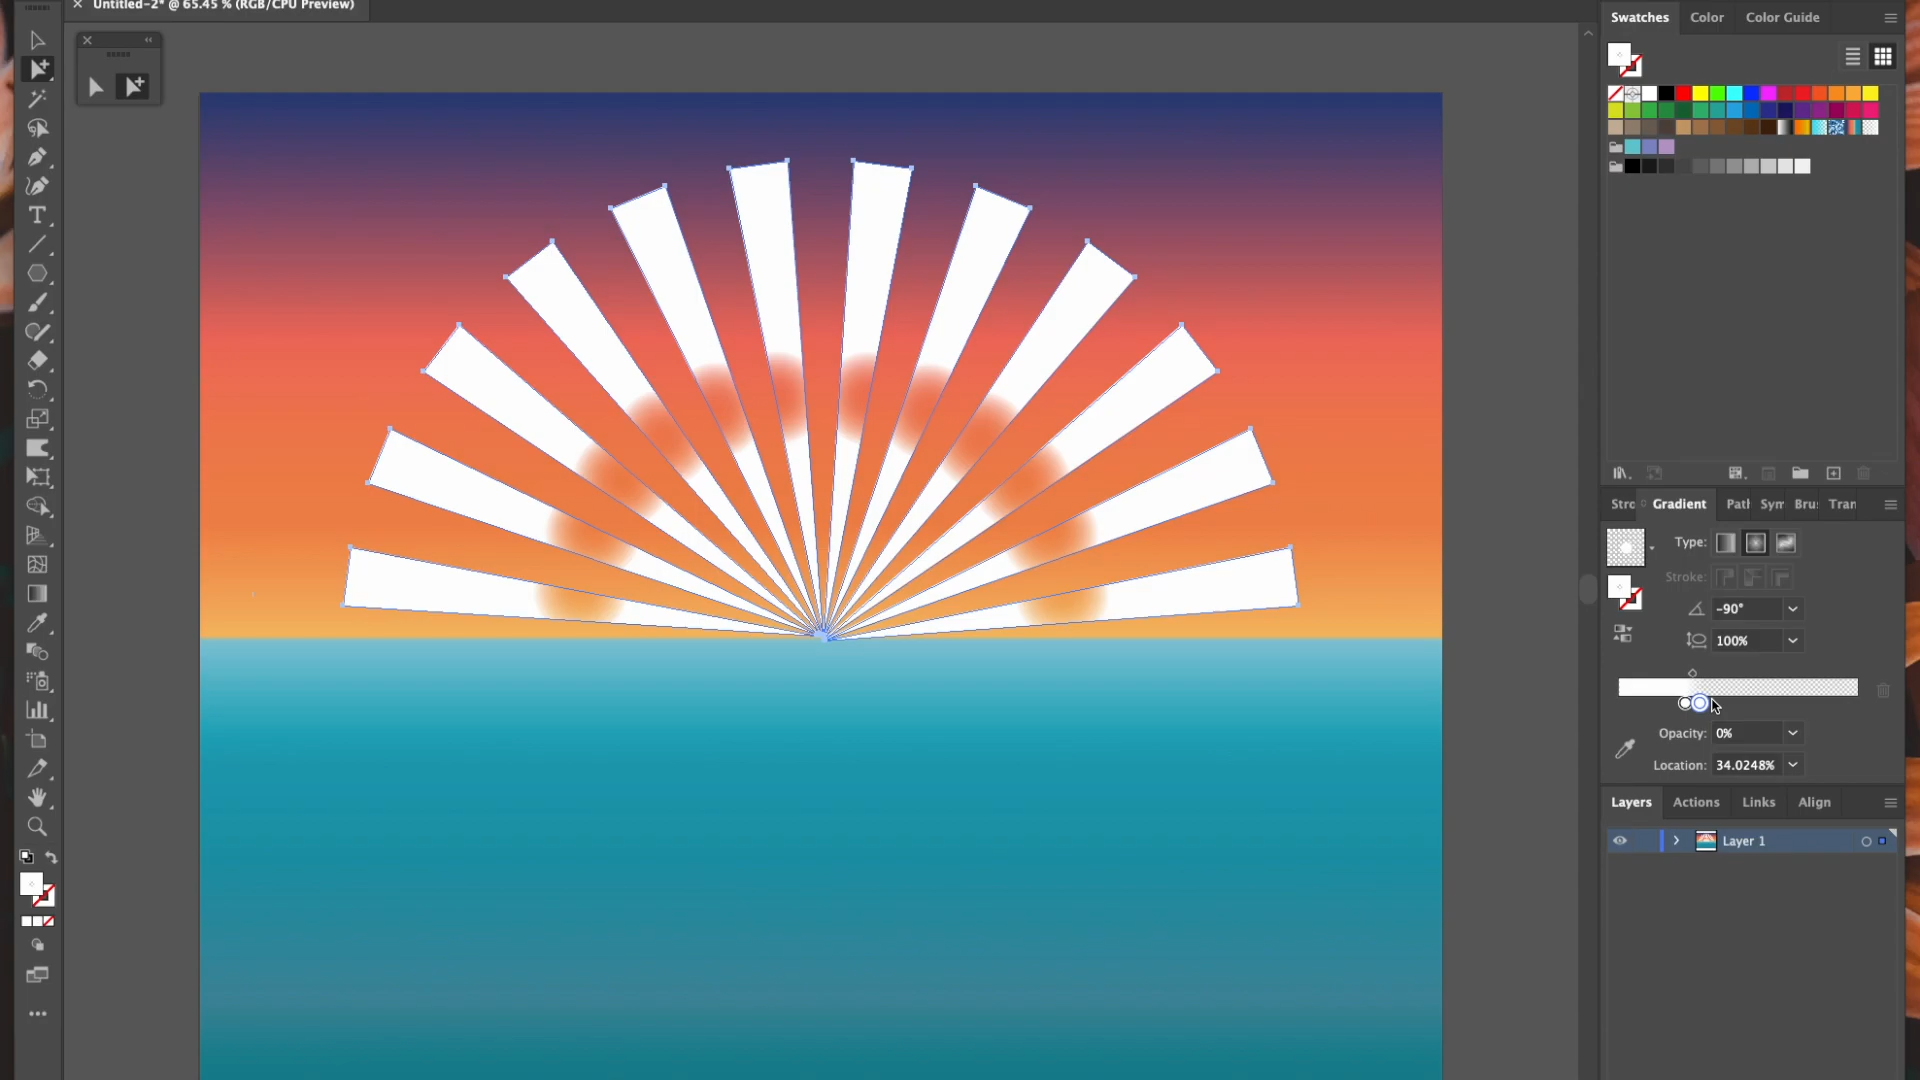 Untitled-2* @ 65.45 % (RGB/CPU Preview)
Swatches Color Color Guide
Stro Gradient Path Sym Bru Tran
Type:
Stroke:
-90°
100%
Opacity: 0%
Location: 34.0248%
Layers Actions Links Align
Layer 1